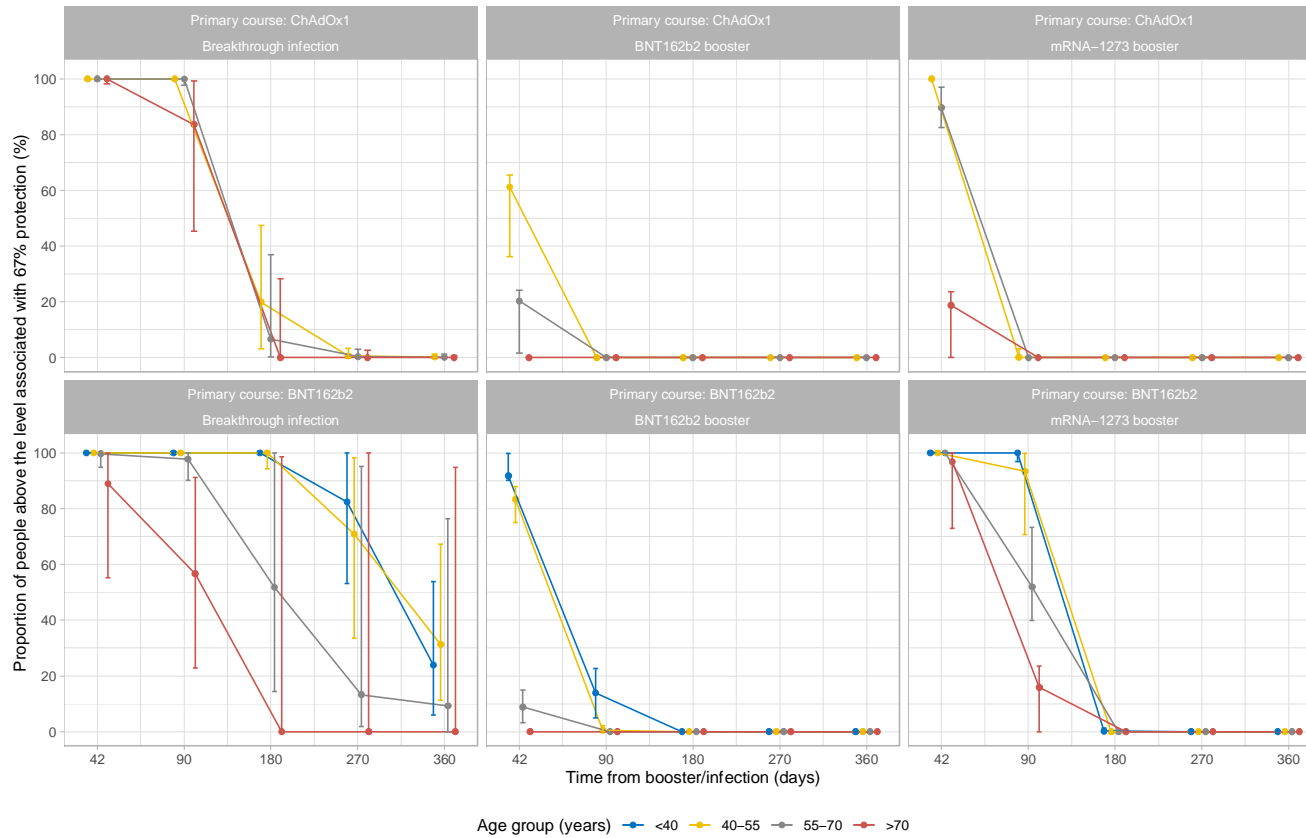 Primary course: ChAdOx1
Breakthrough infection
Primary course: ChAdOx1
BNT162b2 booster
Primary course: ChAdOx1
mRNA−1273 booster
Proportion of people above the level associated with 67% protection (%)
100
80
60
40
20
0
Primary course: BNT162b2
Breakthrough infection
Primary course: BNT162b2
BNT162b2 booster
Primary course: BNT162b2
mRNA−1273 booster
100
80
60
40
20
0
42 90 180 270 360
42 90 180 270 360
42 90 180 270 360
Time from booster/infection (days)
Age group (years) <40 40−55 55−70 >70